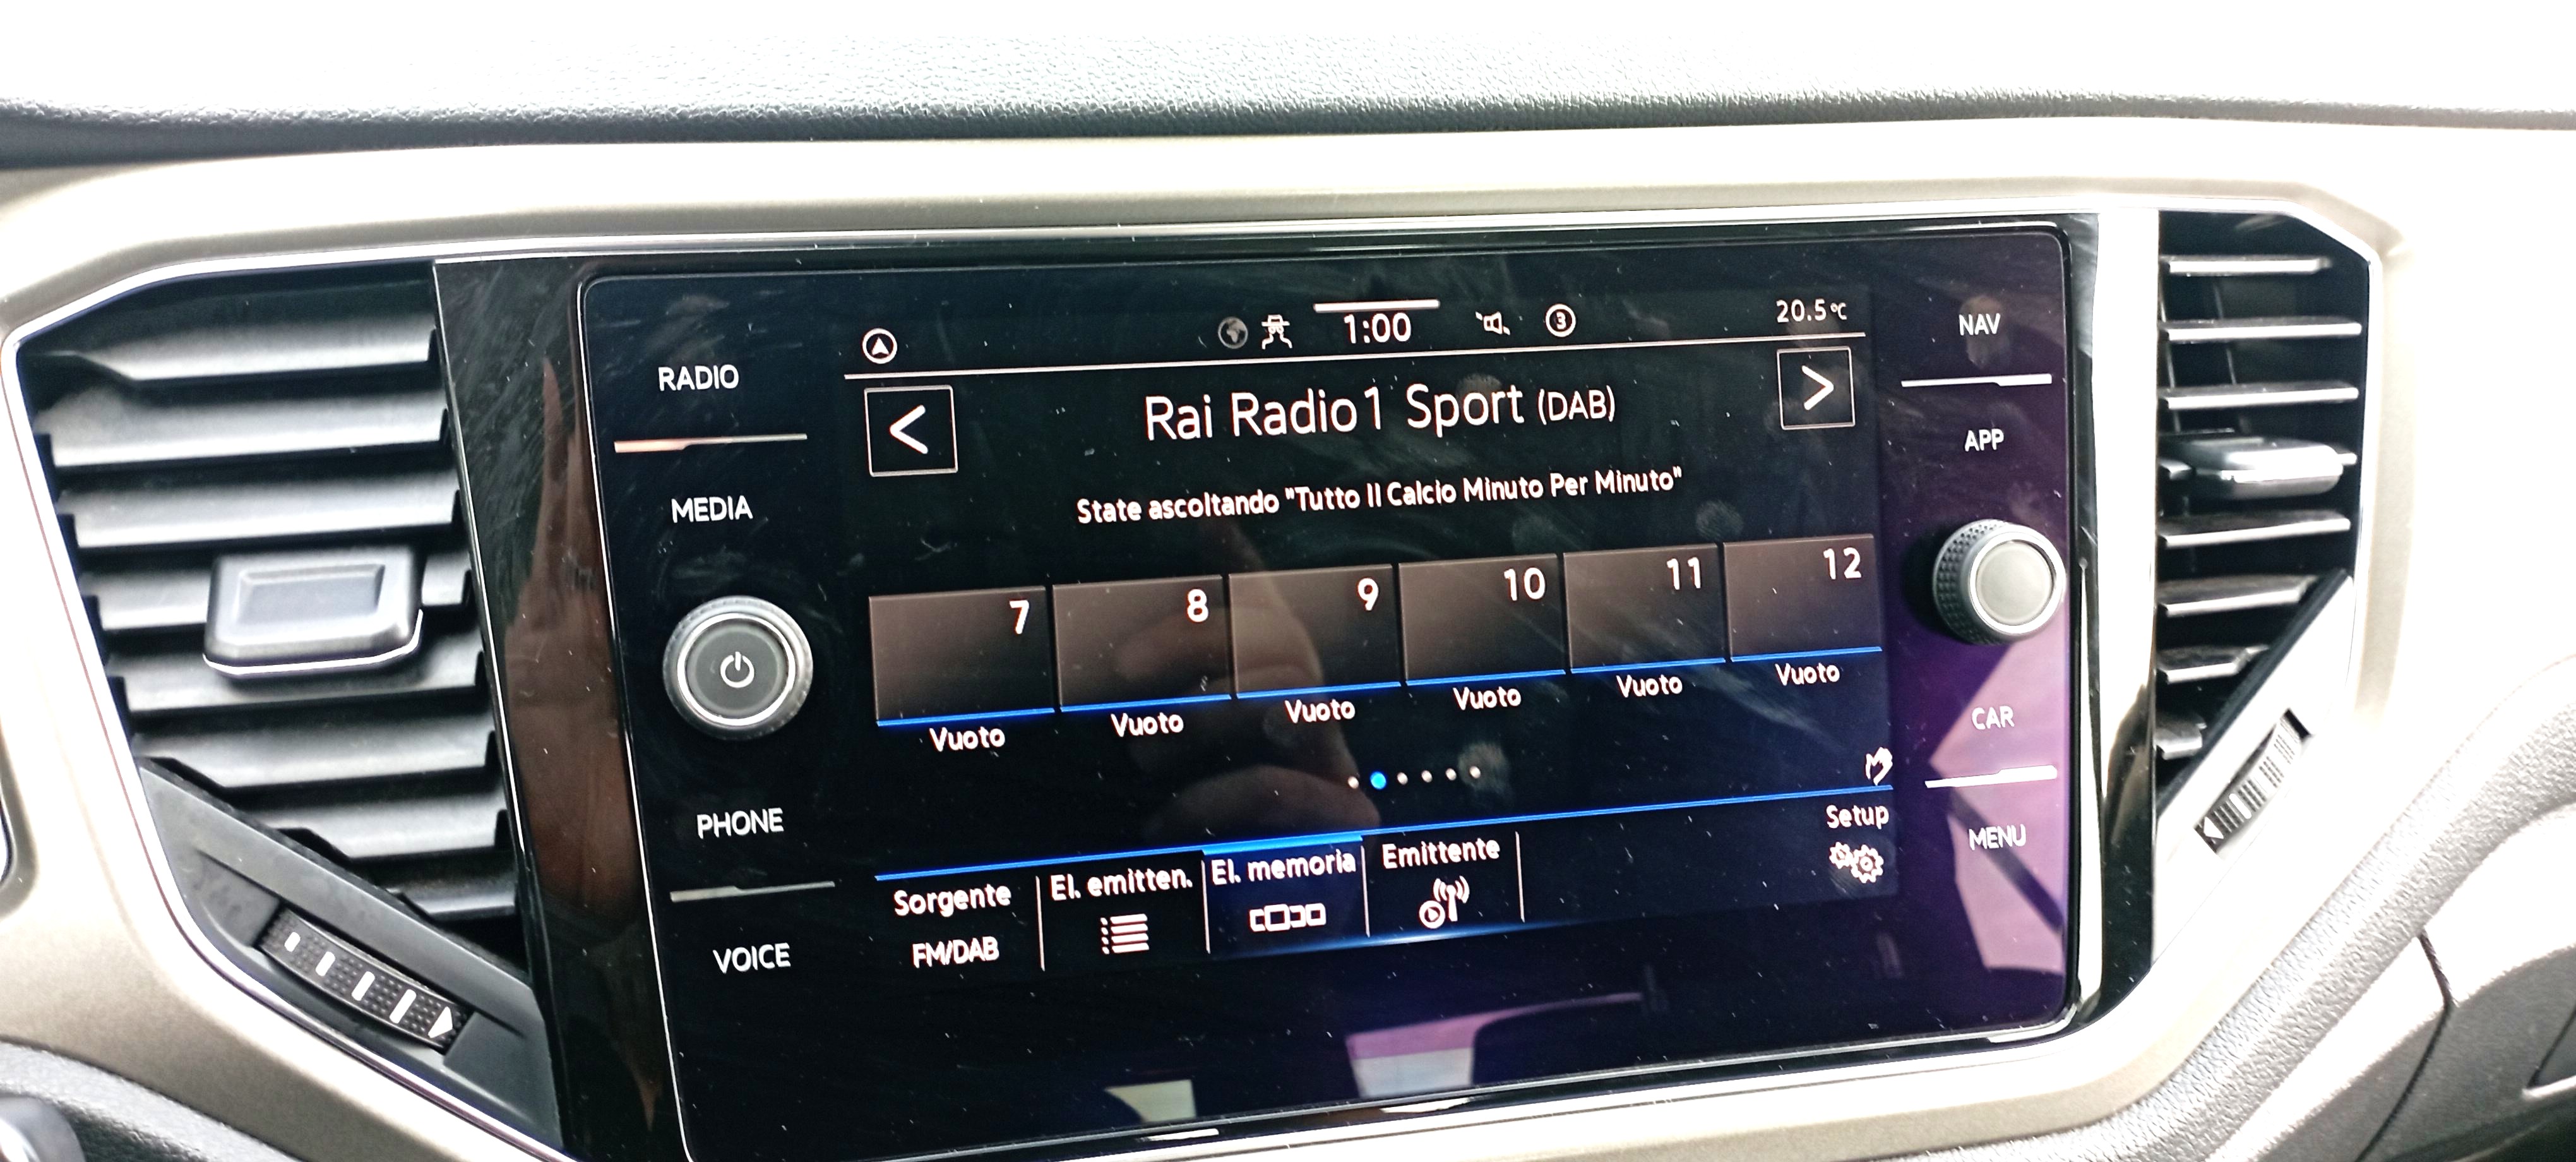 RADIO
MEDIA
PHONE
VOICE
1:00
3
20.5°C
Rai Radio1 Sport (DAB)
State ascoltando "Tutto Il Calcio Minuto Per Minuto"
7
8
9
10
11
12
Vuoto
Vuoto
Vuoto
Vuoto
Vuoto
Vuoto
Sorgente
FM/DAB
El. emitten.
El. memoria
Emittente
Setup
NAV
APP
CAR
MENU